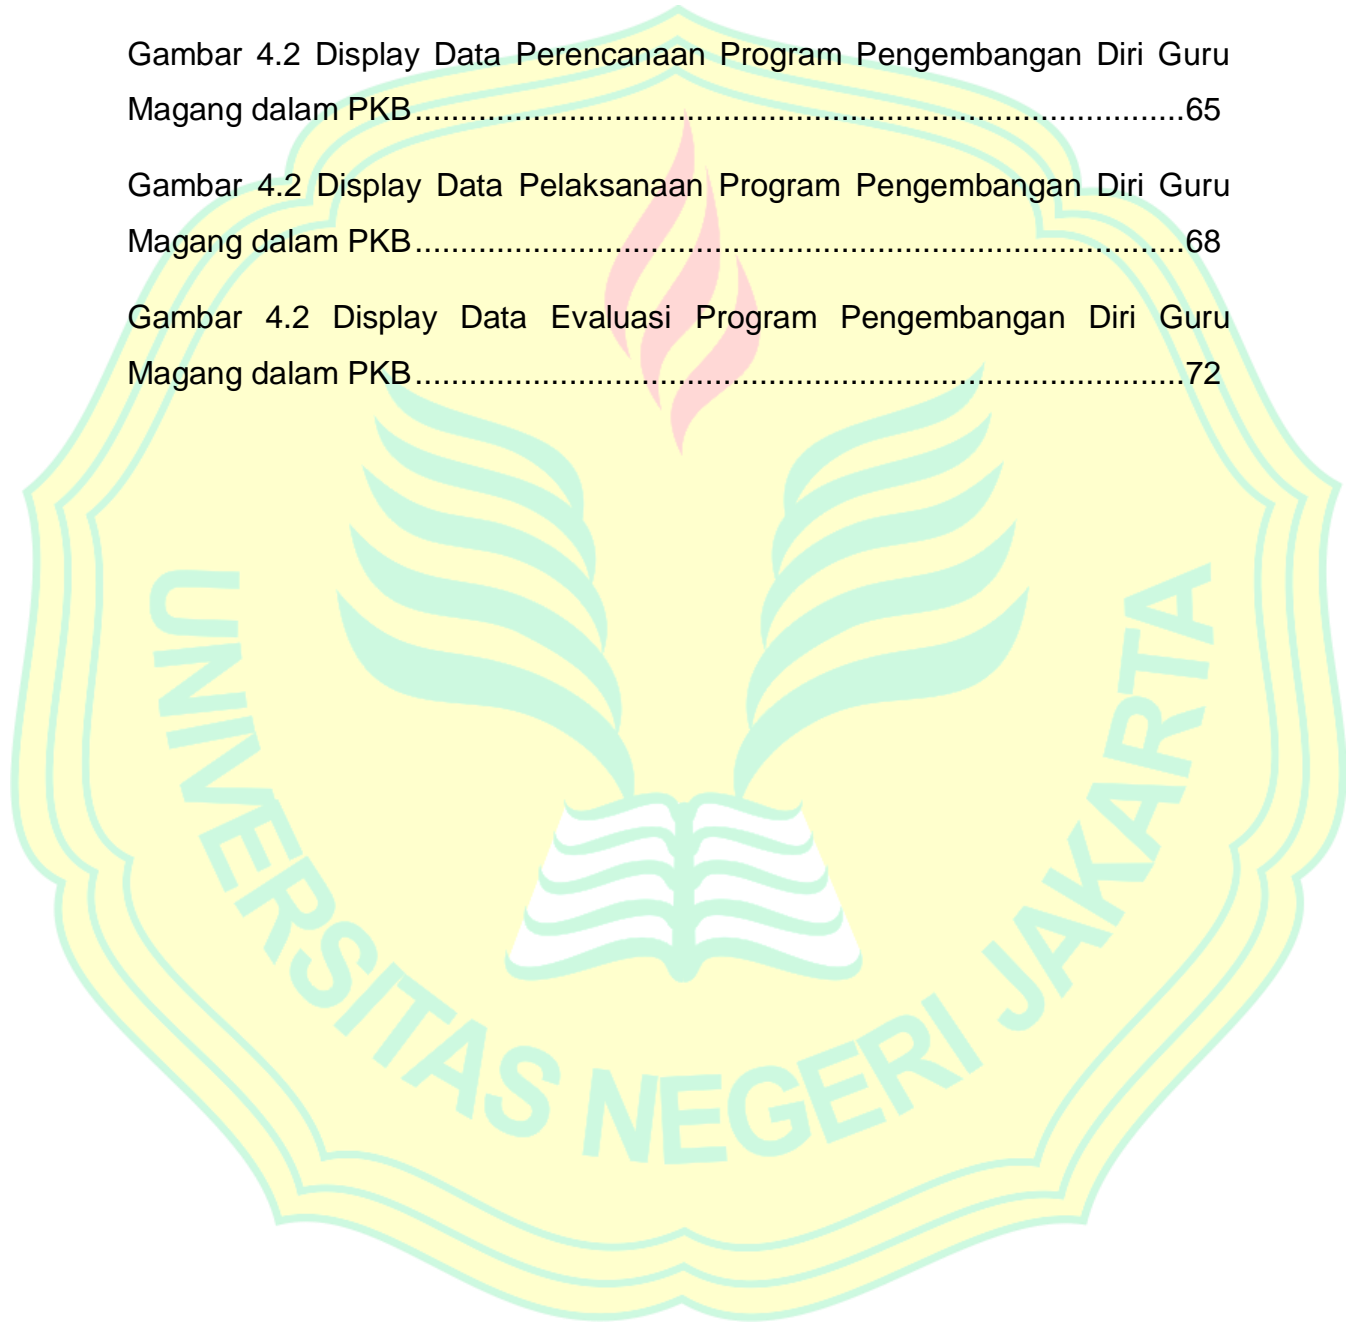 Gambar 4.2 Display Data Perencanaan Program Pengembangan Diri Guru
Magang dalam PKB.....................................................................................65
Gambar 4.2 Display Data Pelaksanaan Program Pengembangan Diri Guru
Magang dalam PKB.....................................................................................68
Gambar 4.2 Display Data Evaluasi Program Pengembangan Diri Guru
Magang dalam PKB.....................................................................................72
UNIVERSITAS NEGERI JAKARTA